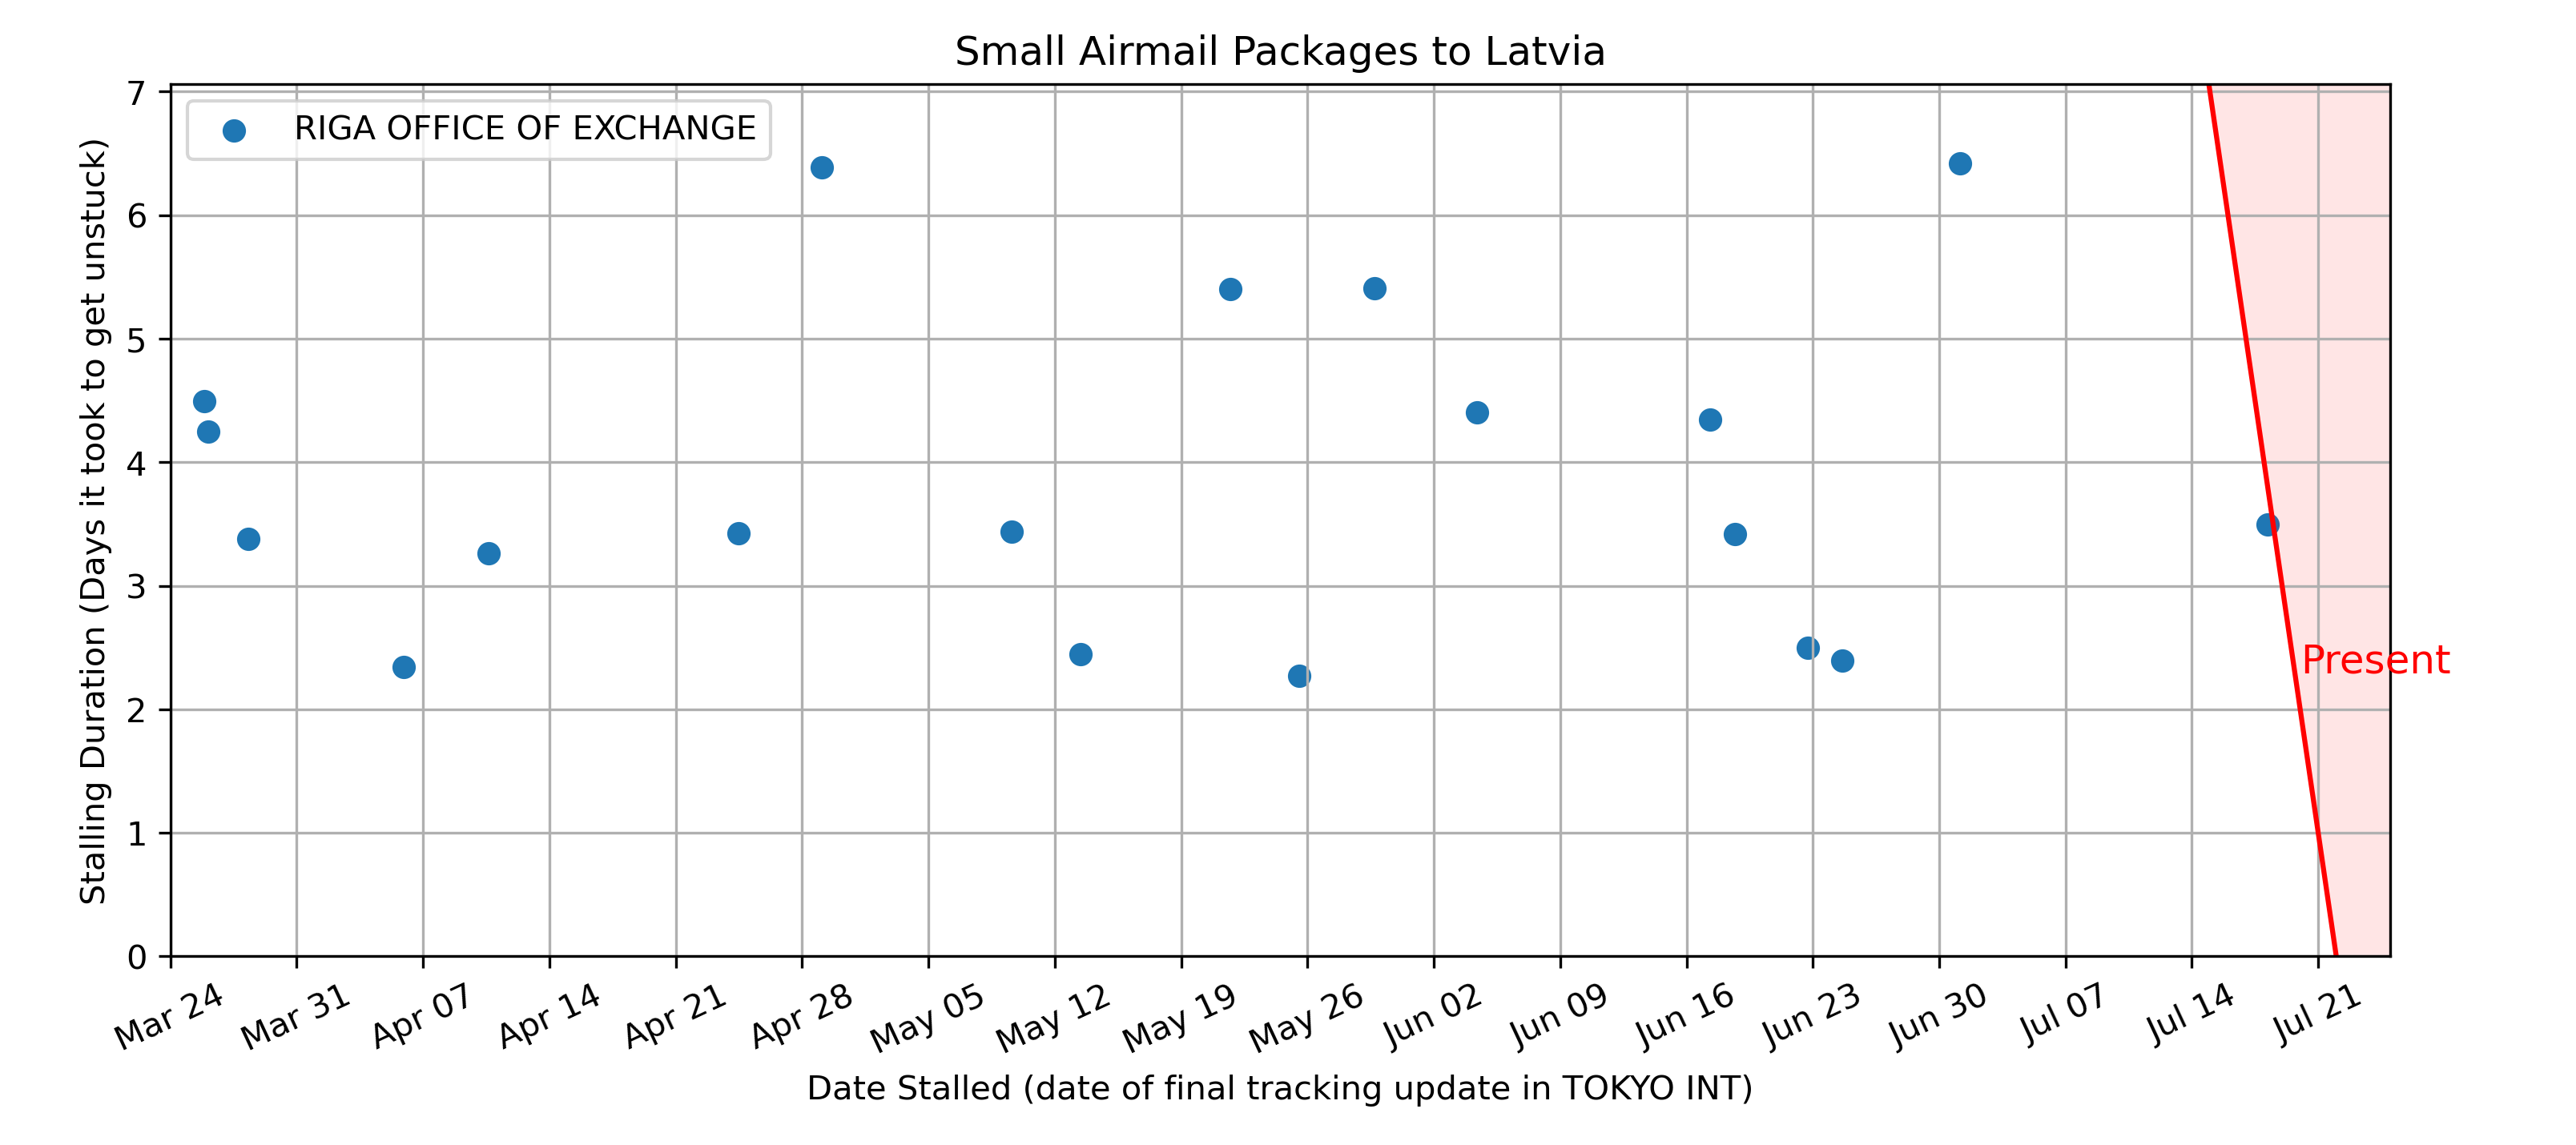 Small Airmail Packages to Latvia
RIGA OFFICE OF EXCHANGE
Stalling Duration (Days it took to get unstuck)
7
6
5
4
3
2
1
0
Present
Mar 24
Mar 31
Apr 07
Apr 14
Apr 21
Apr 28
May 05
May 12
May 19
May 26
Jun 02
Jun 09
Jun 16
Jun 23
Jun 30
Jul 07
Jul 14
Jul 21
Date Stalled (date of final tracking update in TOKYO INT)